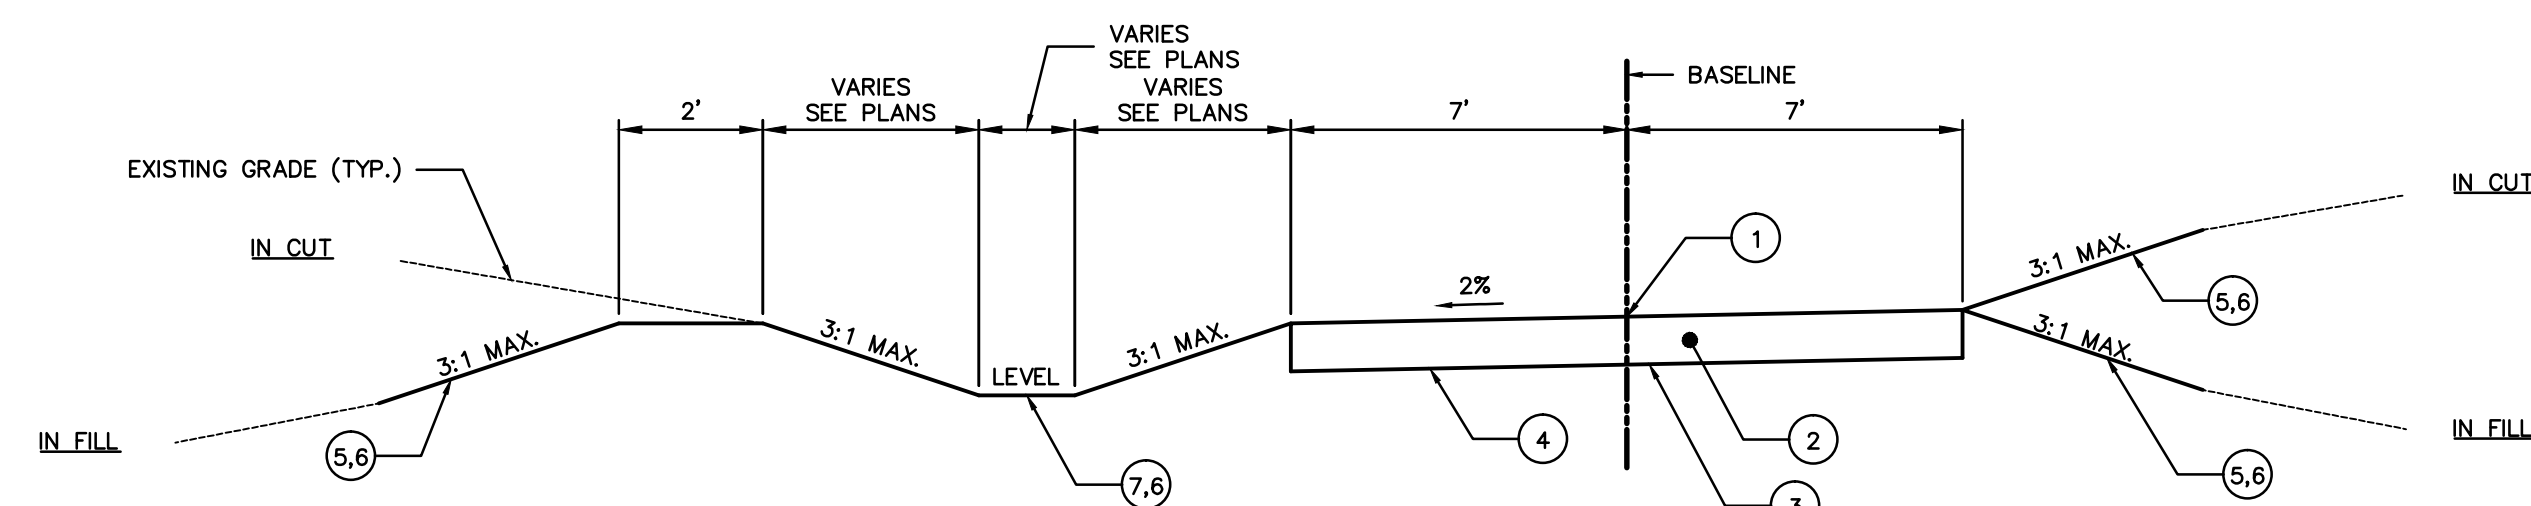 VARIES
SEE PLANS
BASELINE
VARIES
SEE PLANS
VARIES
SEE PLANS
2'
7'
7'
EXISTING GRADE (TYP.)
IN CUT
IN CUT
1
2%
3:1 MAX.
5,6
3:1 MAX.
3:1 MAX.
3:1 MAX.
3:1 MAX.
LEVEL
IN FILL
5,6
4
2
IN FILL
7,6
5,6
3